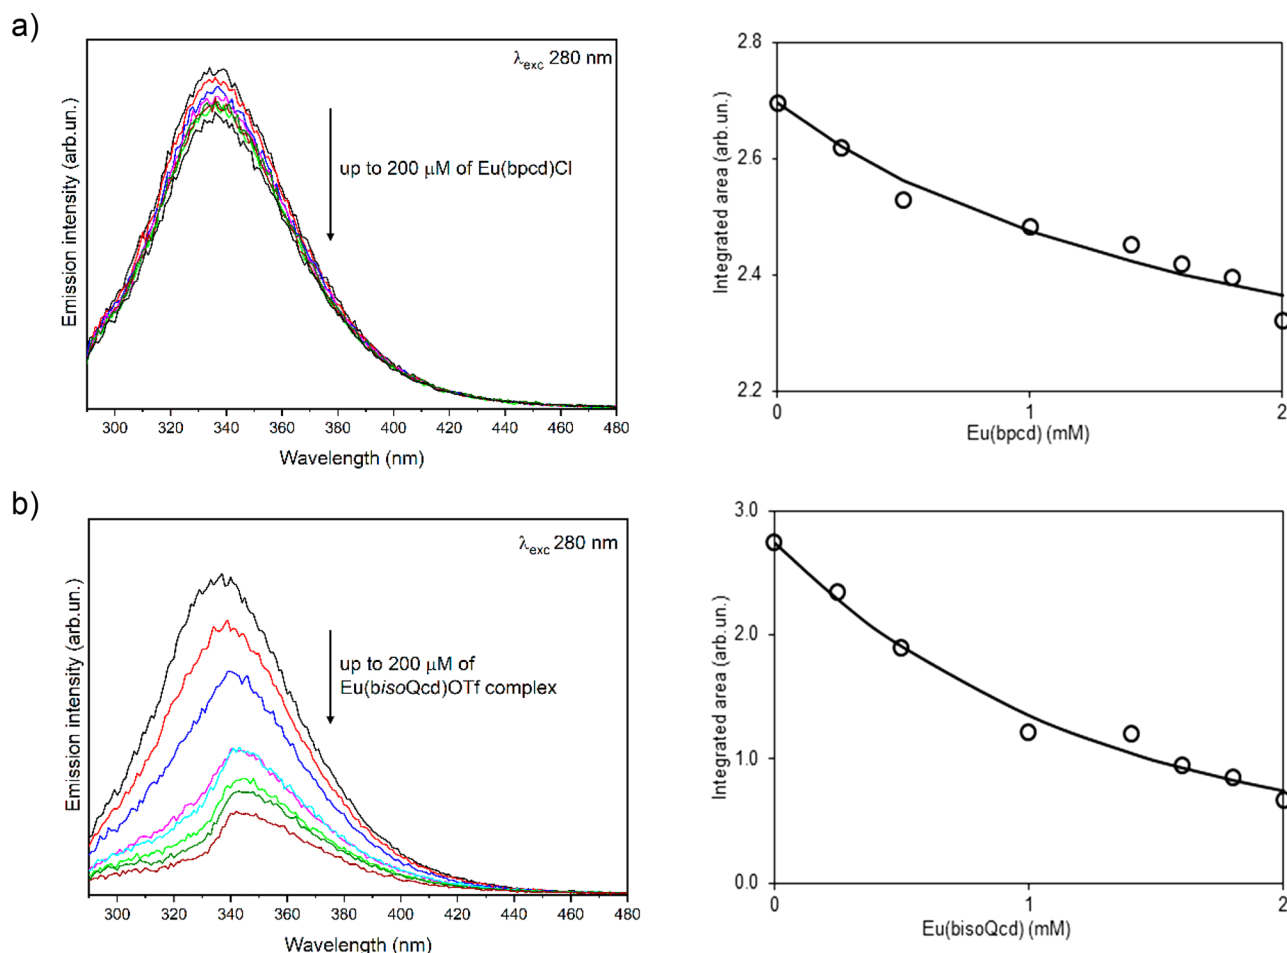 a)
Emission intensity (arb.un.)
λexc 280 nm
up to 200 μM of Eu(bpcd)Cl
300 320 340 360 380 400 420 440 460 480
Wavelength (nm)
Integrated area (arb.un.)
2.8
2.6
2.4
2.2
0 1 2
Eu(bpcd) (mM)
b)
Emission intensity (arb.un.)
λexc 280 nm
up to 200 μM of
Eu(bisoQcd)OTf complex
300 320 340 360 380 400 420 440 460 480
Wavelength (nm)
Integrated area (arb.un.)
3.0
2.0
1.0
0.0
0 1 2
Eu(bisoQcd) (mM)